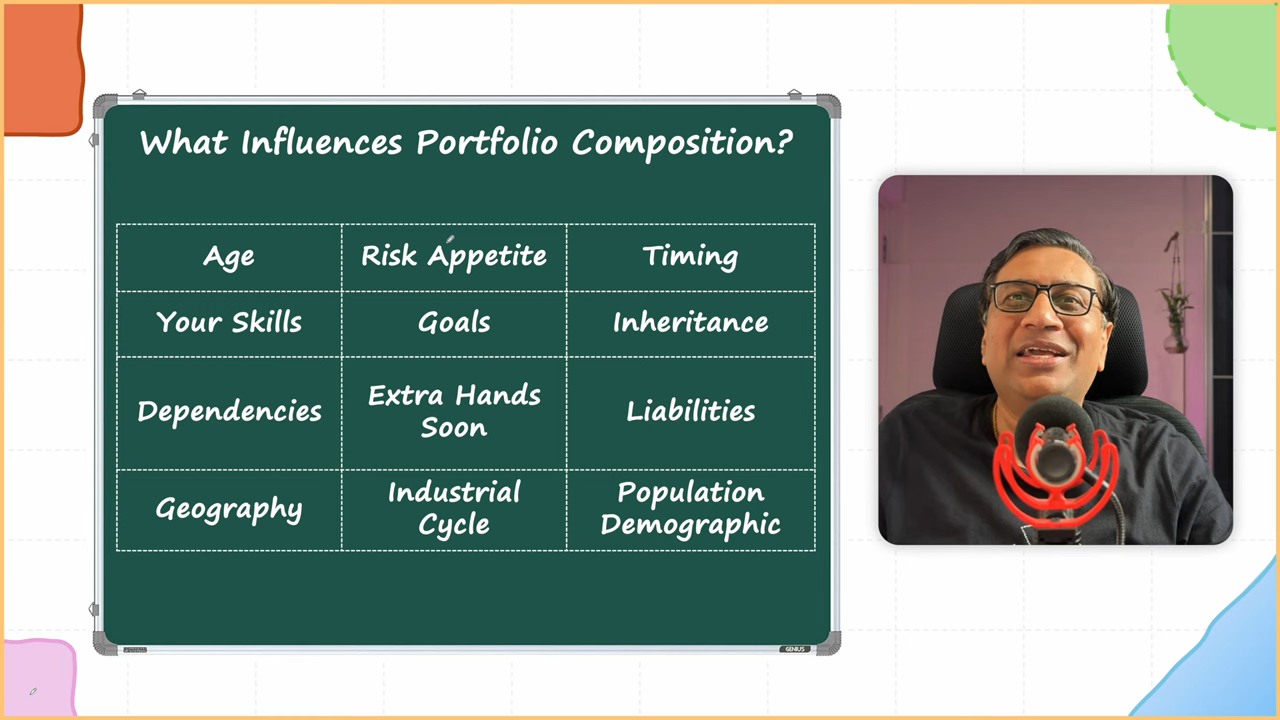 What Influences Portfolio Composition?
Age
Risk Appetite
Timing
Your Skills
Goals
Inheritance
Dependencies
Extra Hands
Soon
Liabilities
Geography
Industrial
Cycle
Population
Demographic
GENIUS